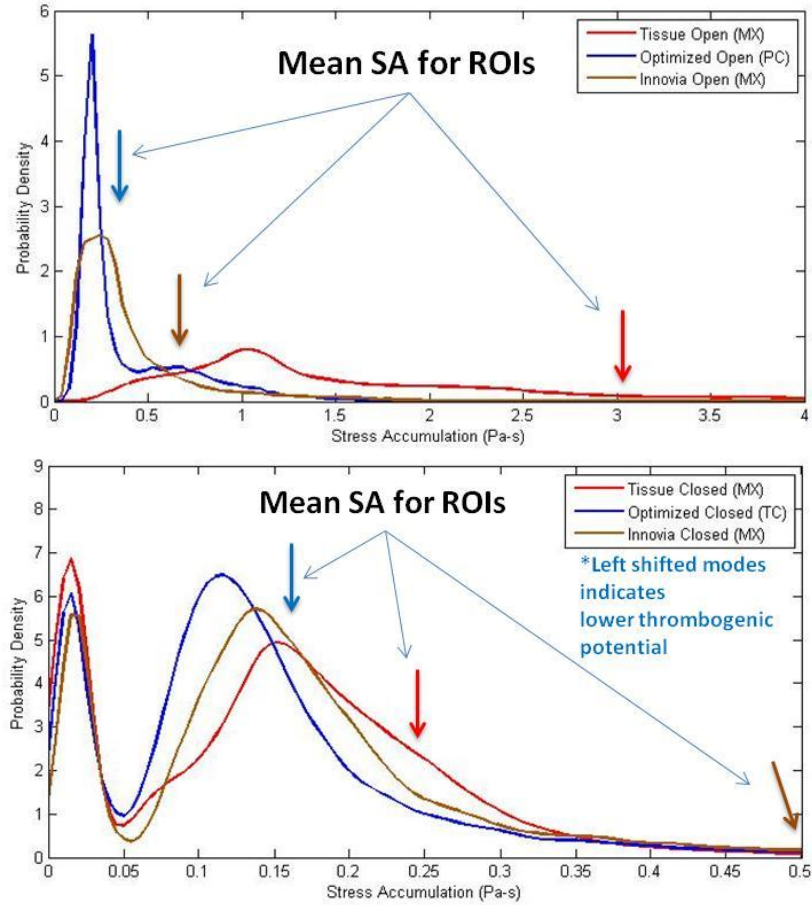 6
5
4
3
2
1
0
Probability Density
Mean SA for ROIs
Tissue Open (MX)
Optimized Open (PC)
Innovia Open (MX)
0 0.5 1 1.5 2 2.5 3 3.5 4
Stress Accumulation (Pa-s)
9
8
7
6
5
4
3
2
1
0
Probability Density
Mean SA for ROIs
Tissue Closed (MX)
Optimized Closed (TC)
Innovia Closed (MX)
*Left shifted modes
indicates
lower thrombogenic
potential
0 0.05 0.1 0.15 0.2 0.25 0.3 0.35 0.4 0.45 0.5
Stress Accumulation (Pa-s)